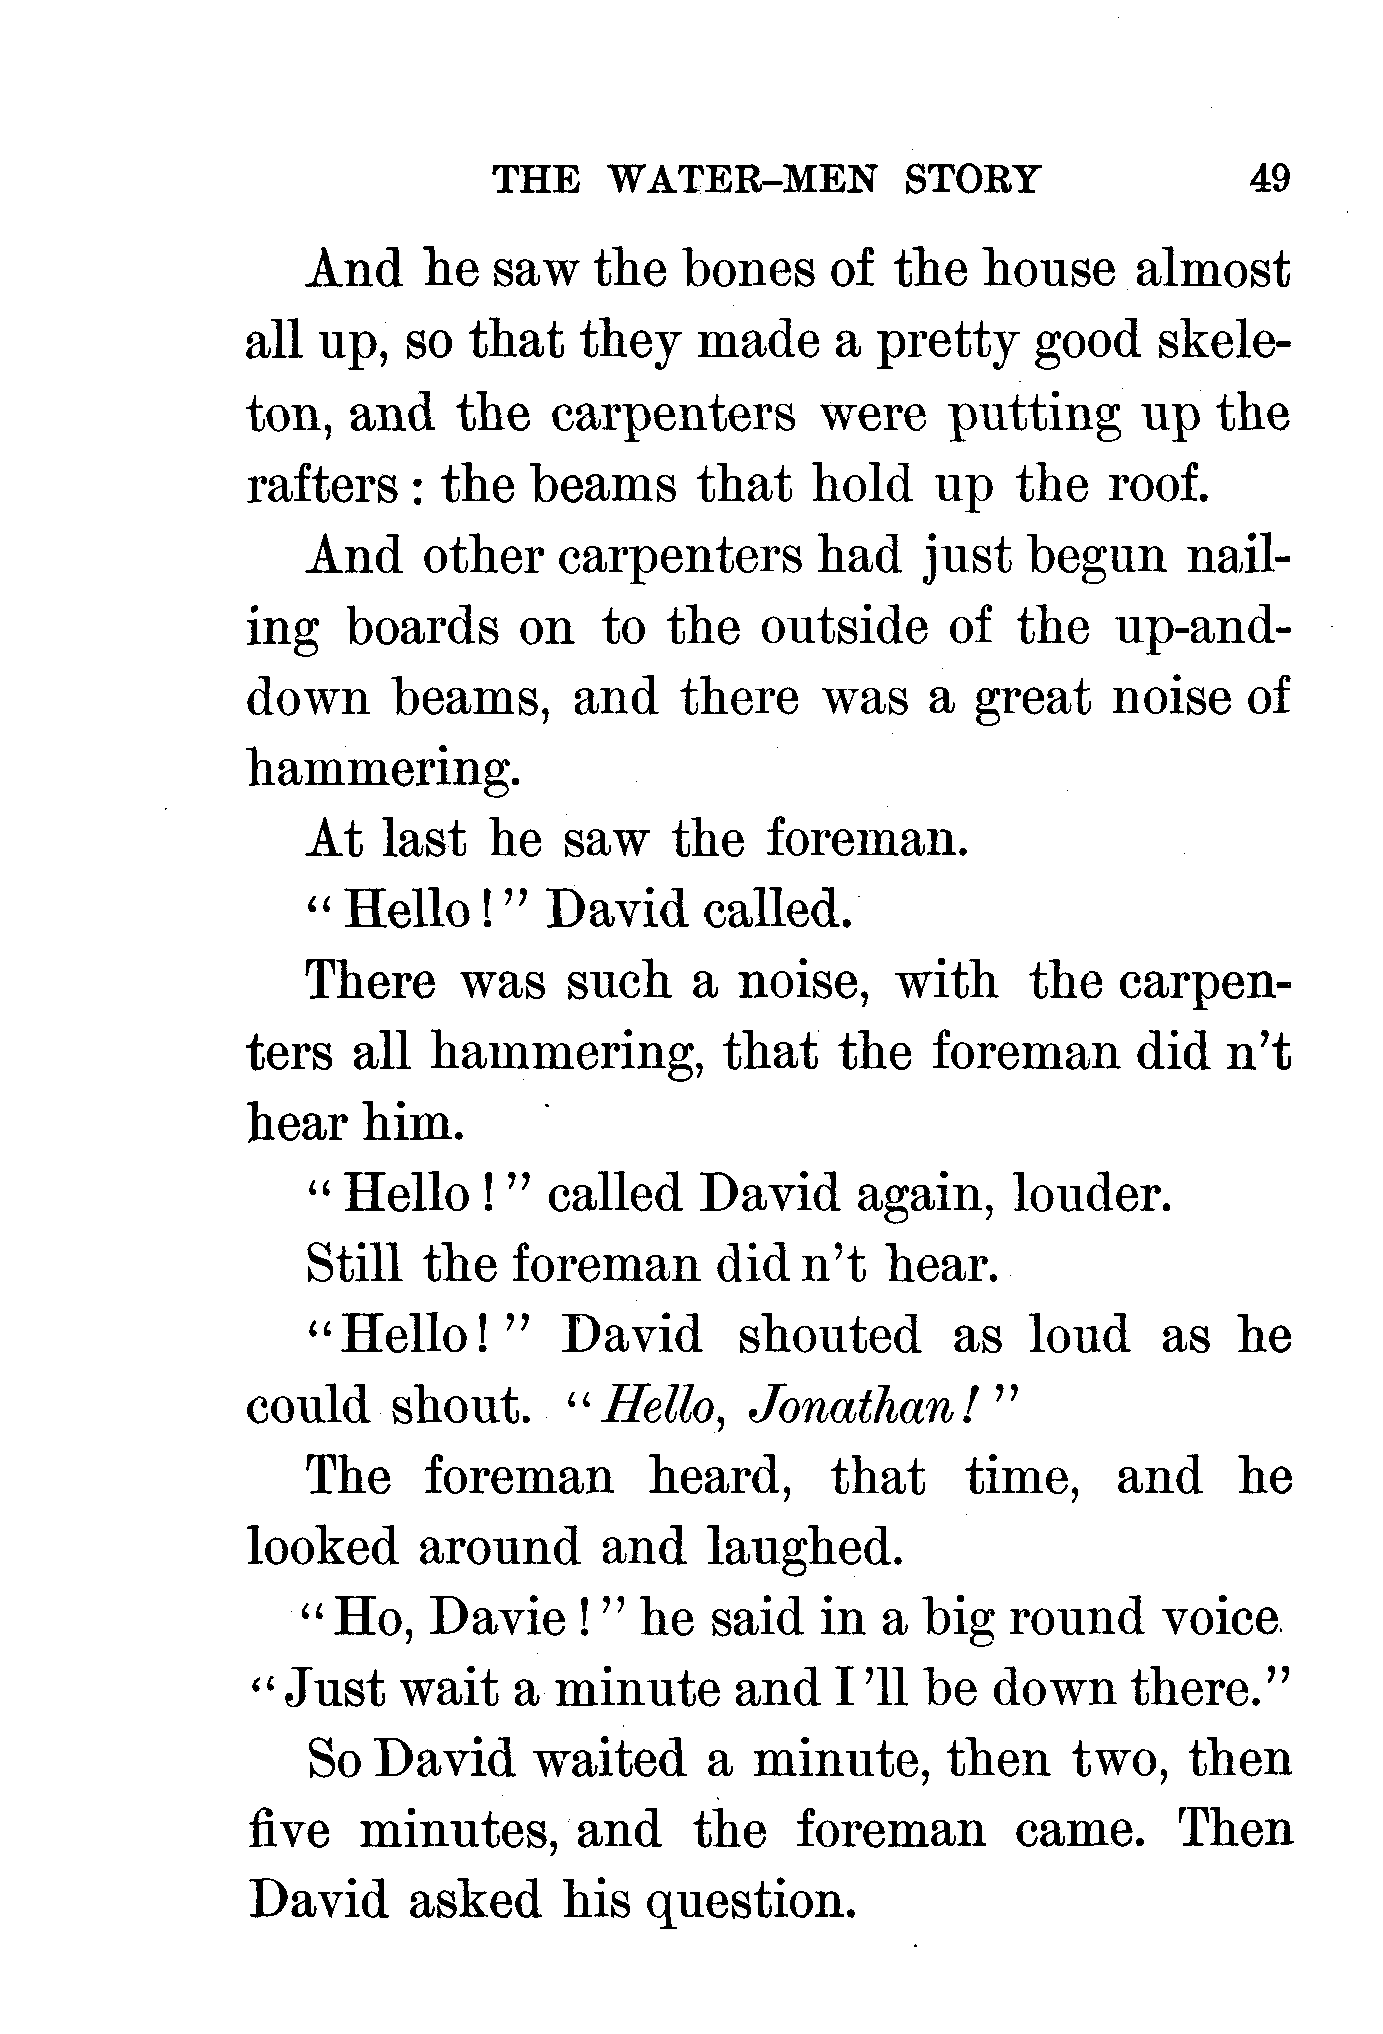 THE WATER-MEN STORY 49
And he saw the bones of the house almost
all up, so that they made a pretty good skele-
ton, and the carpenters were putting up the
rafters : the beams that hold up the roof.
And other carpenters had just begun nail-
ing boards on to the outside of the up-and-
down beams, and there was a great noise of
hammering.
At last he saw the foreman.
“ Hello ! ” David called.
There was such a noise, with the carpen-
ters all hammering, that the foreman did n’t
hear him.
“ Hello ! ” called David again, louder.
Still the foreman did n’t hear.
“ Hello ! ” David shouted as loud as he
could shout. “ Hello, Jonathan ! ”
The foreman heard, that time, and he
looked around and laughed.
“ Ho, Davie ! ” he said in a big round voice.
“ Just wait a minute and I ’ll be down there.”
So David waited a minute, then two, then
five minutes, and the foreman came. Then
David asked his question.